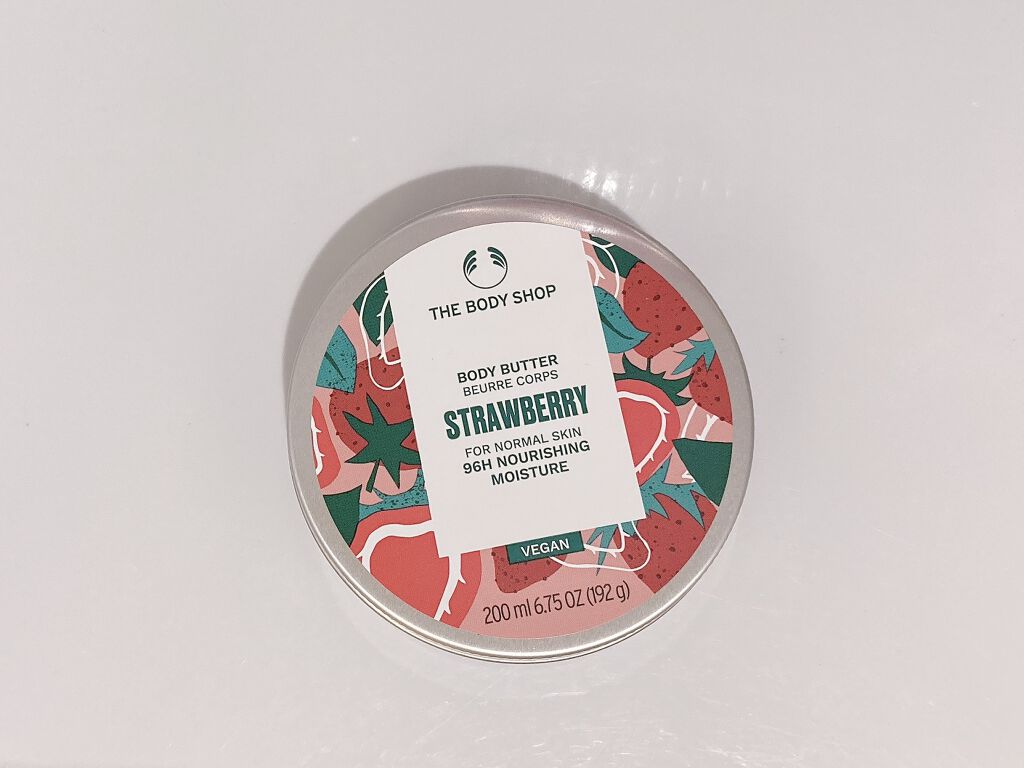 THE BODY SHOP
BODY BUTTER
BEURRE CORPS
STRAWBERRY
FOR NORMAL SKIN
96H NOURISHING
MOISTURE
VEGAN
200 ml 6.75 OZ (192 g)